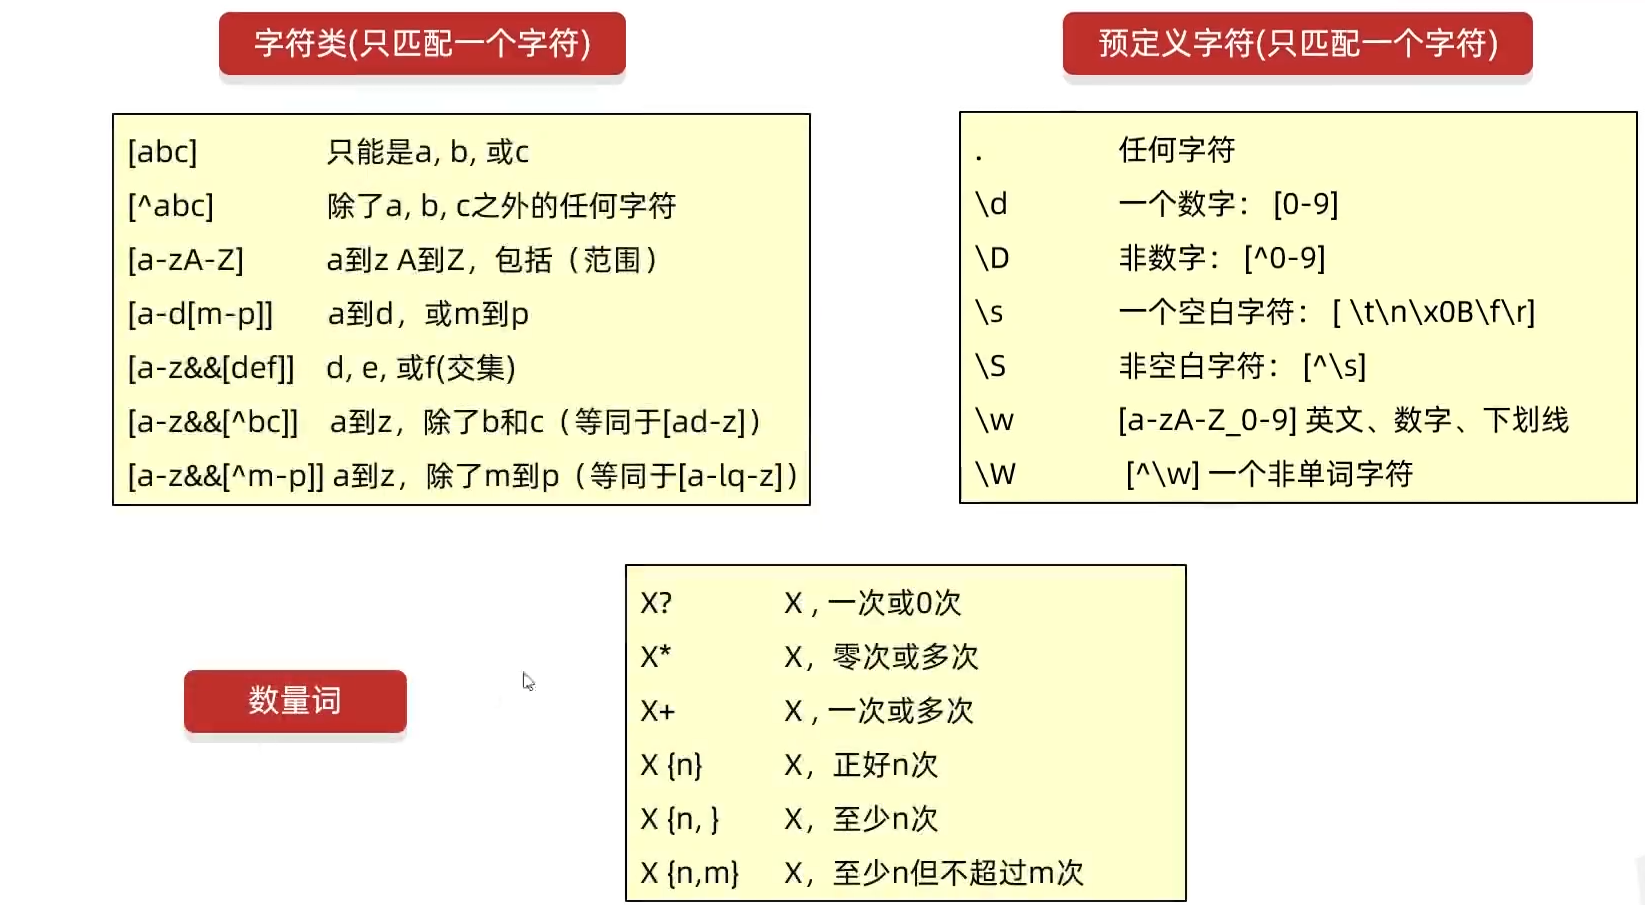 字符类(只匹配一个字符)
[abc] 只能是a, b, 或c
[^abc] 除了a, b, c之外的任何字符
[a-zA-Z] a到z A到Z，包括（范围）
[a-d[m-p]] a到d，或m到p
[a-z&&[def]] d, e, 或f(交集)
[a-z&&[^bc]] a到z，除了b和c（等同于[ad-z]）
[a-z&&[^m-p]] a到z，除了m到p（等同于[a-lq-z]）
预定义字符(只匹配一个字符)
. 任何字符
\d 一个数字： [0-9]
\D 非数字： [^0-9]
\s 一个空白字符： [ \t\n\x0B\f\r]
\S 非空白字符： [^\s]
\w [a-zA-Z_0-9] 英文、数字、下划线
\W [^\w] 一个非单词字符
数量词
X? X , 一次或0次
X* X，零次或多次
X+ X , 一次或多次
X {n} X，正好n次
X {n, } X，至少n次
X {n,m} X，至少n但不超过m次